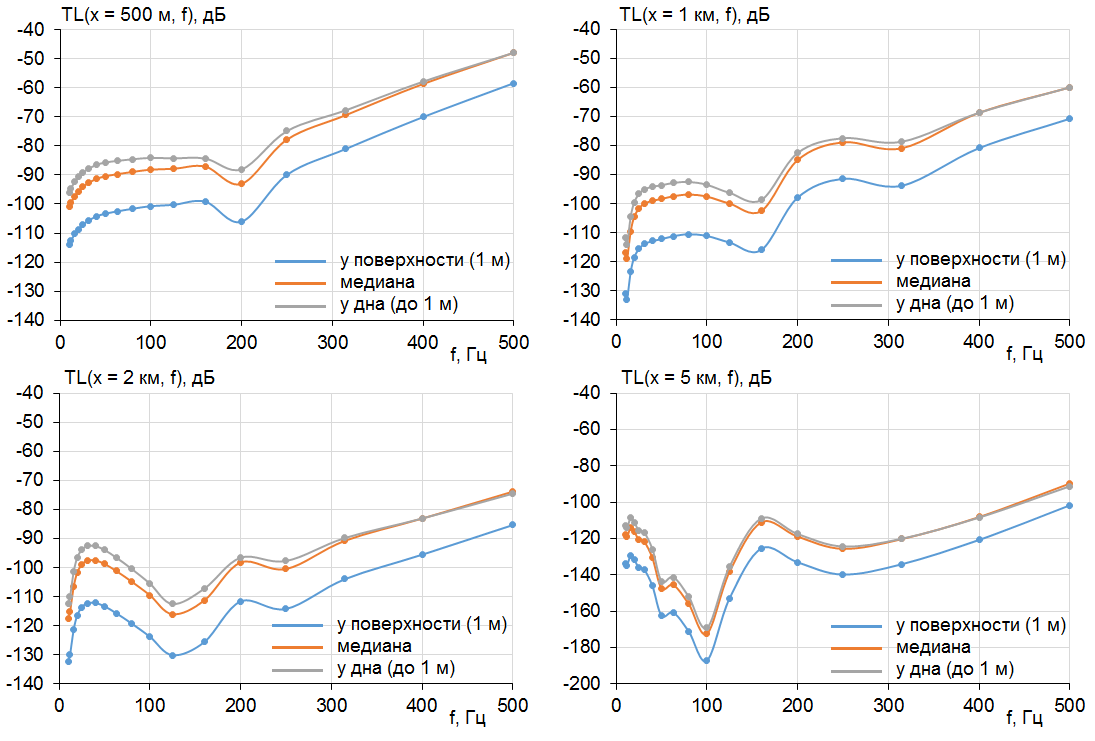 TL(x = 500 м, f), дБ
-40
-50
-60
-70
-80
-90
-100
-110
-120
-130
-140
у поверхности (1 м)
медиана
у дна (до 1 м)
0 100 200 300 400 500
f, Гц
TL(x = 1 км, f), дБ
-40
-50
-60
-70
-80
-90
-100
-110
-120
-130
-140
у поверхности (1 м)
медиана
у дна (до 1 м)
0 100 200 300 400 500
f, Гц
TL(x = 2 км, f), дБ
-40
-50
-60
-70
-80
-90
-100
-110
-120
-130
-140
у поверхности (1 м)
медиана
у дна (до 1 м)
0 100 200 300 400 500
f, Гц
TL(x = 5 км, f), дБ
-40
-60
-80
-100
-120
-140
-160
-180
-200
у поверхности (1 м)
медиана
у дна (до 1 м)
0 100 200 300 400 500
f, Гц